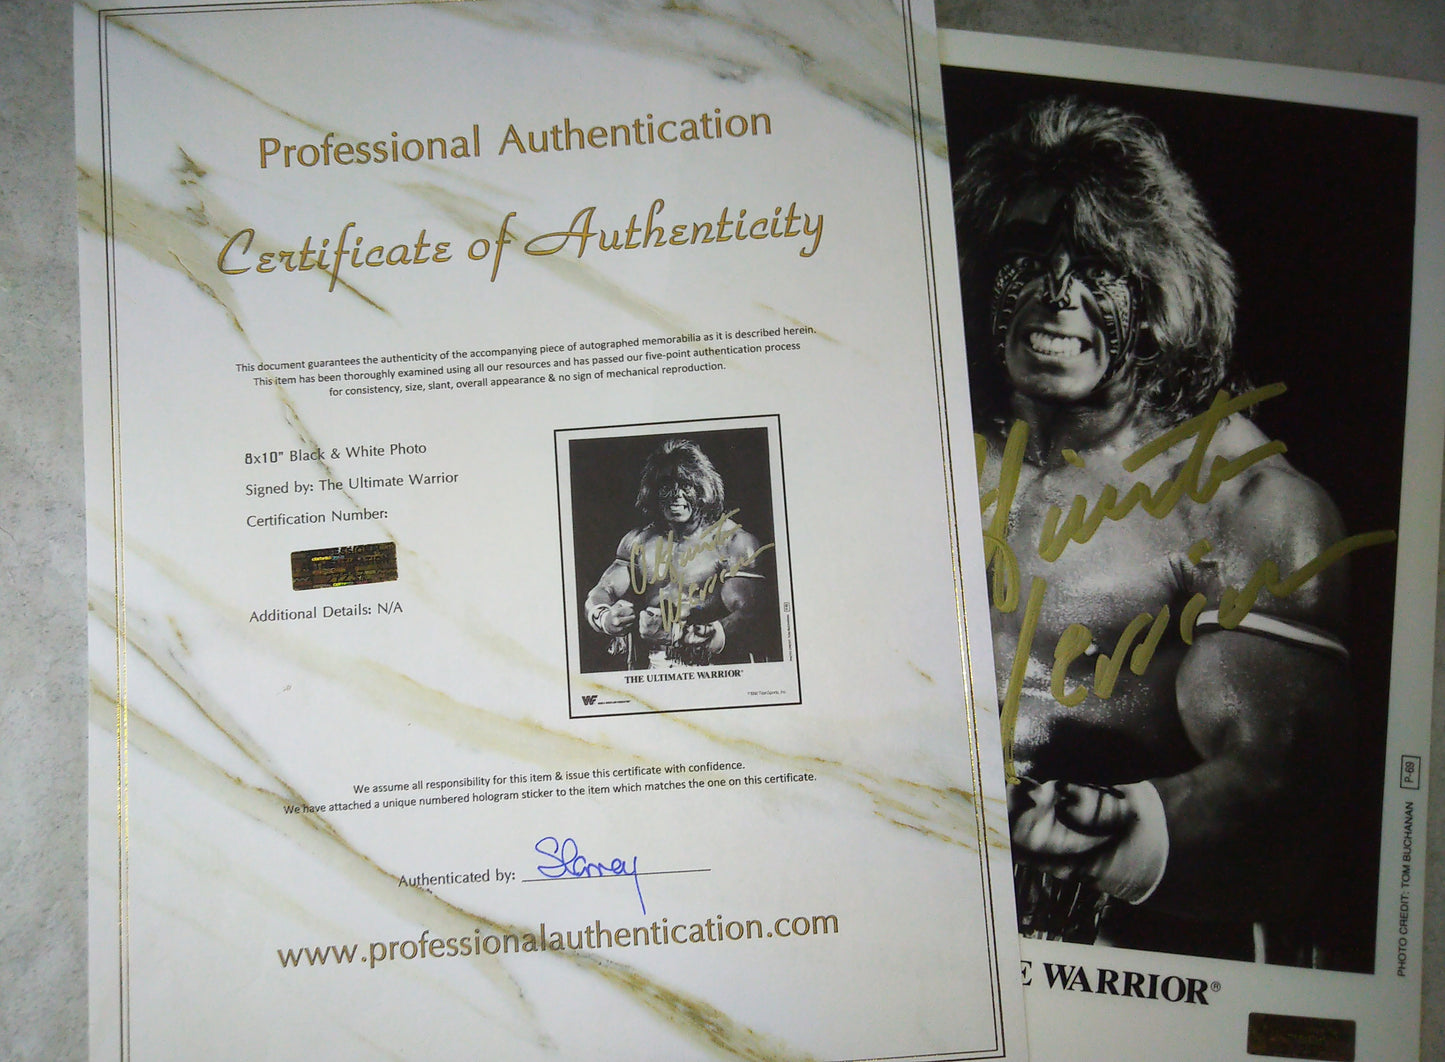 Professional Authentication
Certificate of Authenticity
This document guarantees the authenticity of the accompanying piece of autographed memorabilia as it is described herein.
This item has been thoroughly examined using all our resources and has passed our five-point authentication process
for consistency, size, slant, overall appearance & no sign of mechanical reproduction.
8x10" Black & White Photo
Signed by: The Ultimate Warrior
Certification Number:
Additional Details: N/A
Ultimate
Warrior
THE ULTIMATE WARRIOR®
WF
We assume all responsibility for this item & issue this certificate with confidence.
We have attached a unique numbered hologram sticker to the item which matches the one on this certificate.
Authenticated by:
www.professionalauthentication.com
Warrior
E WARRIOR®
PHOTO CREDIT: TOM BUCHANAN P-69